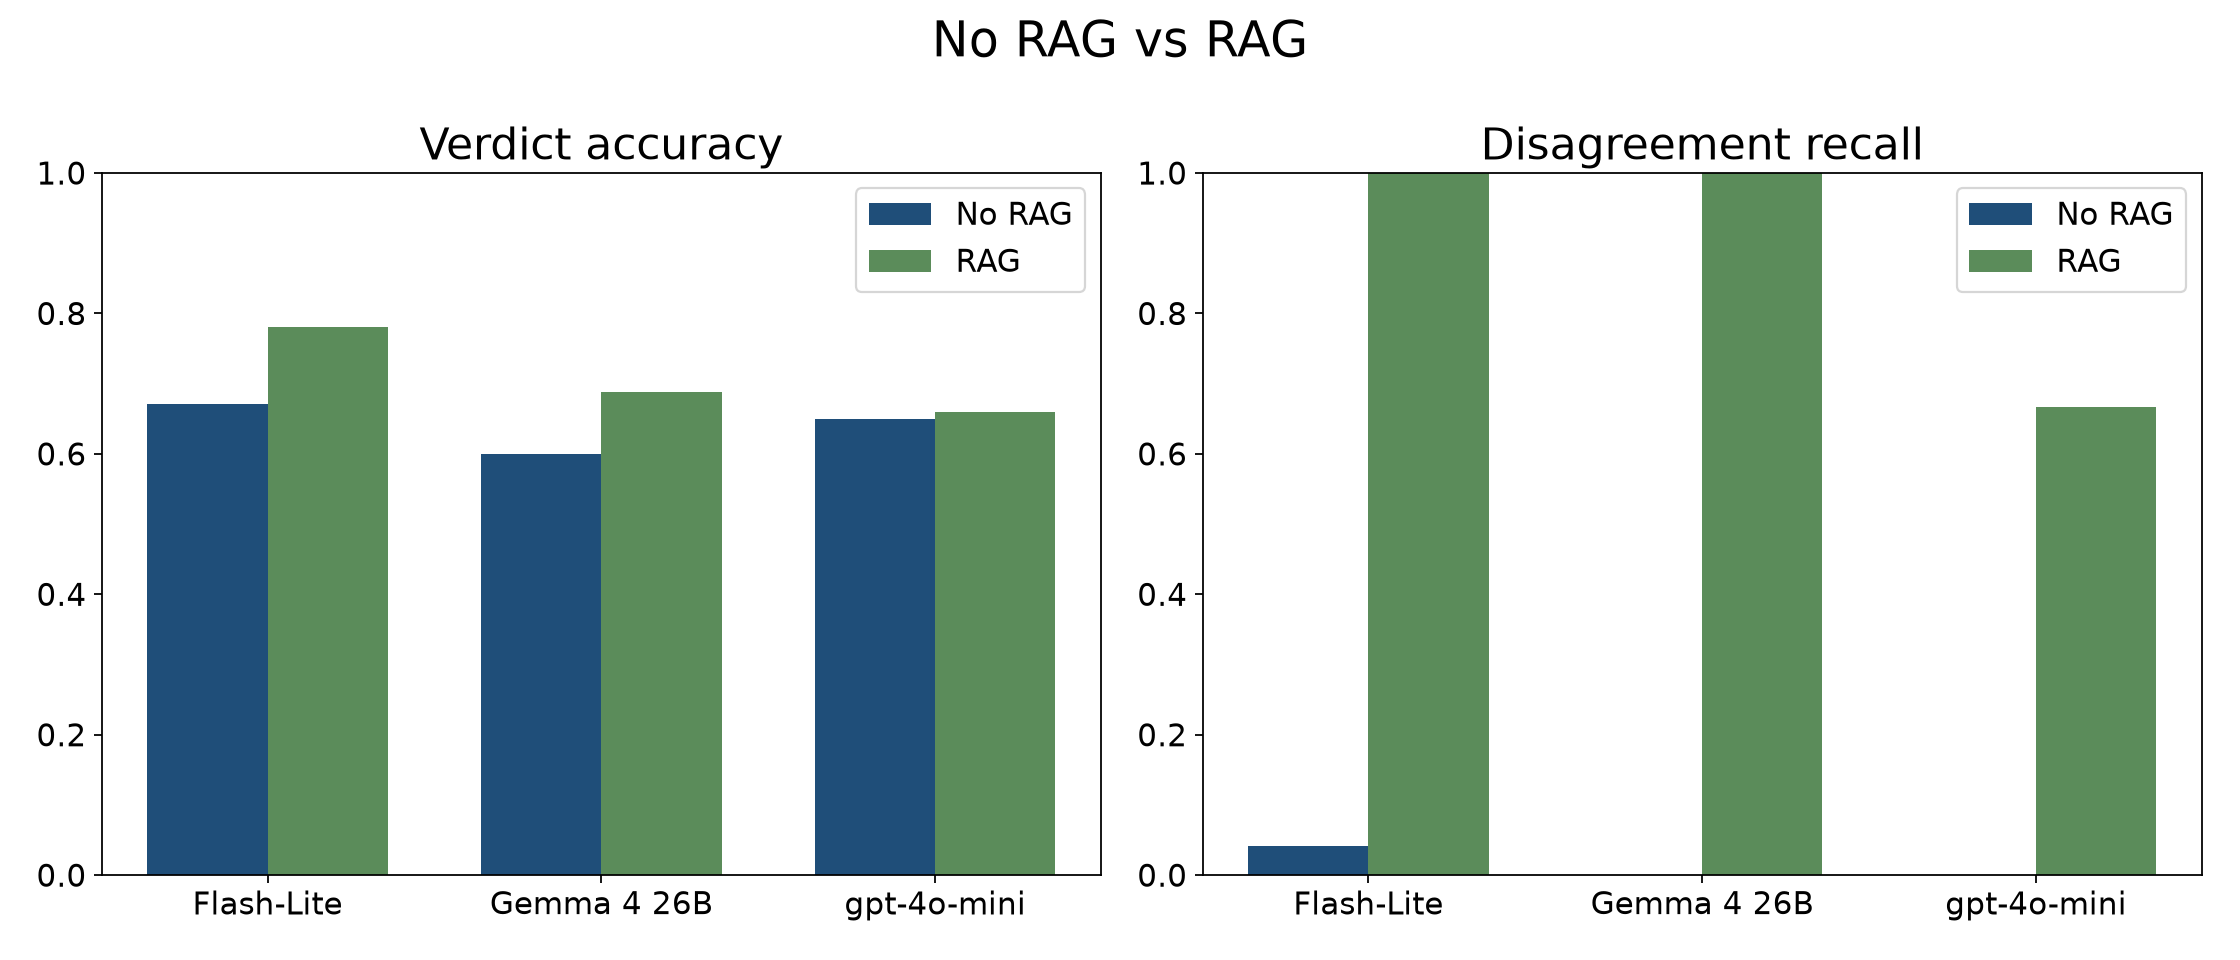 No RAG vs RAG
Verdict accuracy
1.0
0.8
0.6
0.4
0.2
0.0
No RAG
RAG
Flash-Lite
Gemma 4 26B
gpt-4o-mini
Disagreement recall
1.0
0.8
0.6
0.4
0.2
0.0
No RAG
RAG
Flash-Lite
Gemma 4 26B
gpt-4o-mini